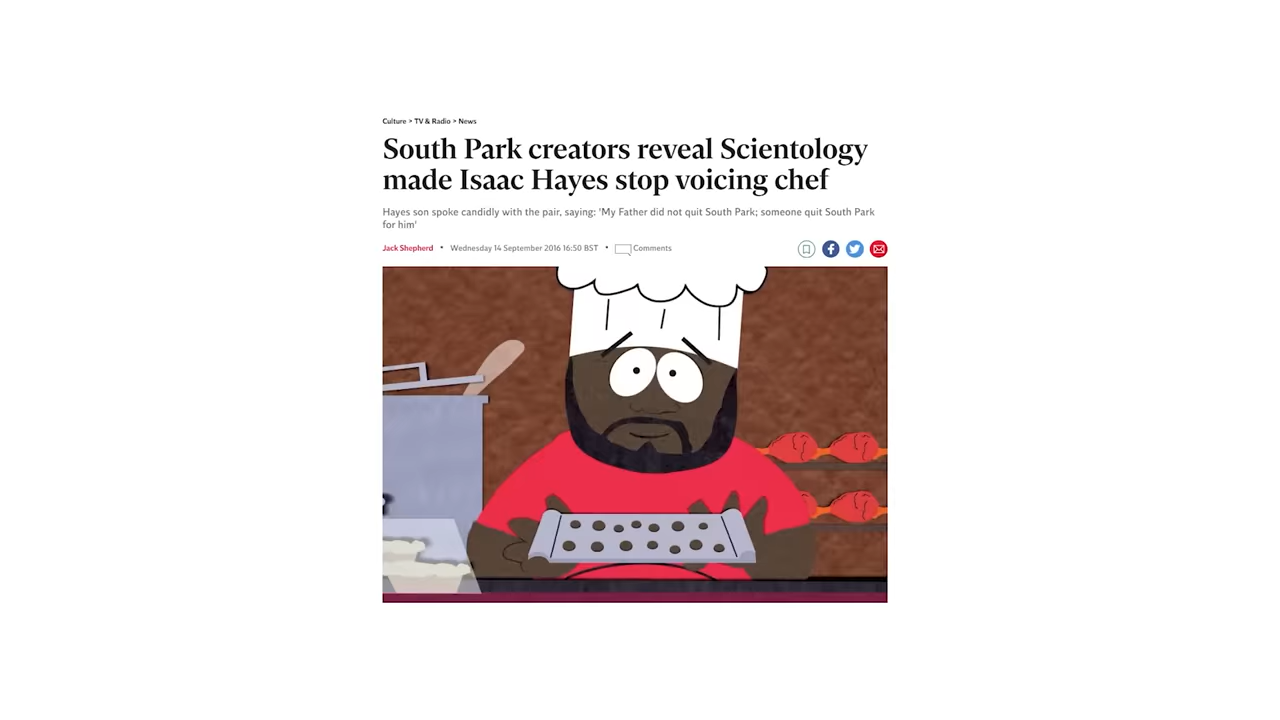 Culture > TV & Radio > News
South Park creators reveal Scientology
made Isaac Hayes stop voicing chef
Hayes son spoke candidly with the pair, saying: 'My Father did not quit South Park; someone quit South Park
for him'
Jack Shepherd • Wednesday 14 September 2016 16:50 BST • Comments